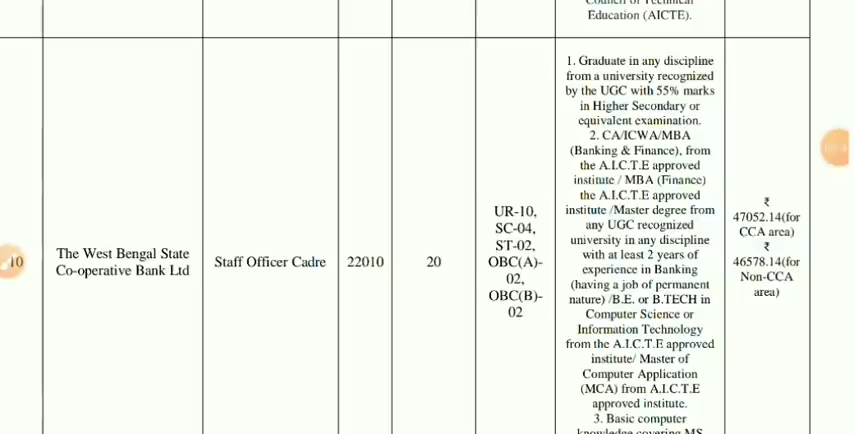 Council of Technical
Education (AICTE).
10
The West Bengal State
Co-operative Bank Ltd
Staff Officer Cadre
22010
20
UR-10,
SC-04,
ST-02,
OBC(A)-
02,
OBC(B)-
02
1. Graduate in any discipline
from a university recognized
by the UGC with 55% marks
in Higher Secondary or
equivalent examination.
2. CA/ICWA/MBA
(Banking & Finance), from
the A.I.C.T.E approved
institute / MBA (Finance)
the A.I.C.T.E approved
institute /Master degree from
any UGC recognized
university in any discipline
with at least 2 years of
experience in Banking
(having a job of permanent
nature) /B.E. or B.TECH in
Computer Science or
Information Technology
from the A.I.C.T.E approved
institute/ Master of
Computer Application
(MCA) from A.I.C.T.E
approved institute.
3. Basic computer
knowledge covering MS
₹
47052.14(for
CCA area)
₹
46578.14(for
Non-CCA
area)